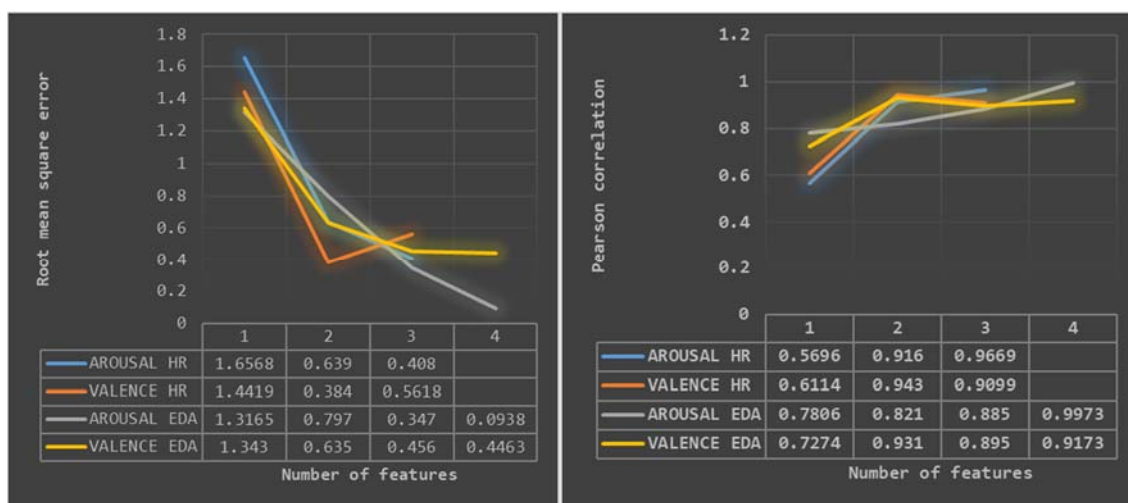 Root mean square error
1.8
1.6
1.4
1.2
1
0.8
0.6
0.4
0.2
0
1 2 3 4
AROUSAL HR 1.6568 0.639 0.408
VALENCE HR 1.4419 0.384 0.5618
AROUSAL EDA 1.3165 0.797 0.347 0.0938
VALENCE EDA 1.343 0.635 0.456 0.4463
Number of features
Pearson correlation
1.2
1
0.8
0.6
0.4
0.2
0
1 2 3 4
AROUSAL HR 0.5696 0.916 0.9669
VALENCE HR 0.6114 0.943 0.9099
AROUSAL EDA 0.7806 0.821 0.885 0.9973
VALENCE EDA 0.7274 0.931 0.895 0.9173
Number of features